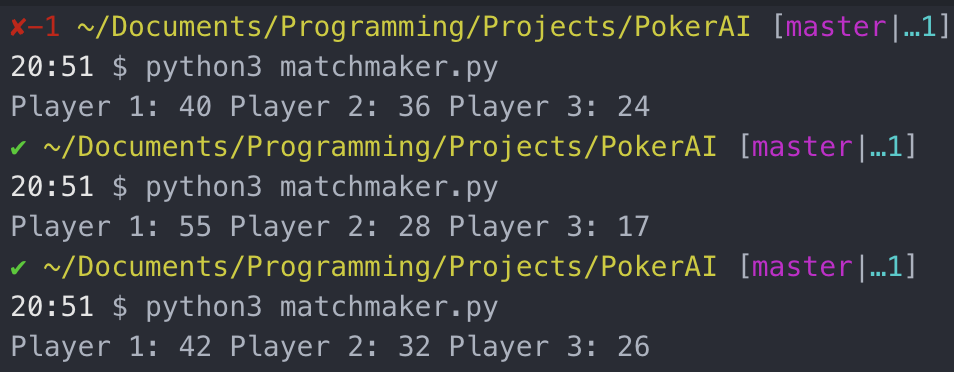 ✘-1 ~/Documents/Programming/Projects/PokerAI [master|…1]
20:51 $ python3 matchmaker.py
Player 1: 40 Player 2: 36 Player 3: 24
✔ ~/Documents/Programming/Projects/PokerAI [master|…1]
20:51 $ python3 matchmaker.py
Player 1: 55 Player 2: 28 Player 3: 17
✔ ~/Documents/Programming/Projects/PokerAI [master|…1]
20:51 $ python3 matchmaker.py
Player 1: 42 Player 2: 32 Player 3: 26